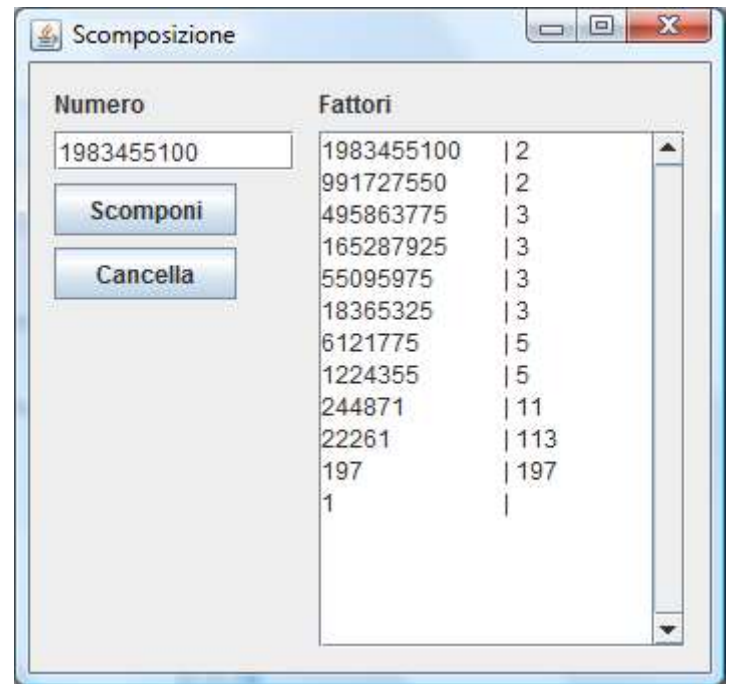 Scomposizione
Numero
1983455100
Scomponi
Cancella
Fattori
1983455100 | 2
991727550 | 2
495863775 | 3
165287925 | 3
55095975 | 3
18365325 | 3
6121775 | 5
1224355 | 5
244871 | 11
22261 | 113
197 | 197
1 |